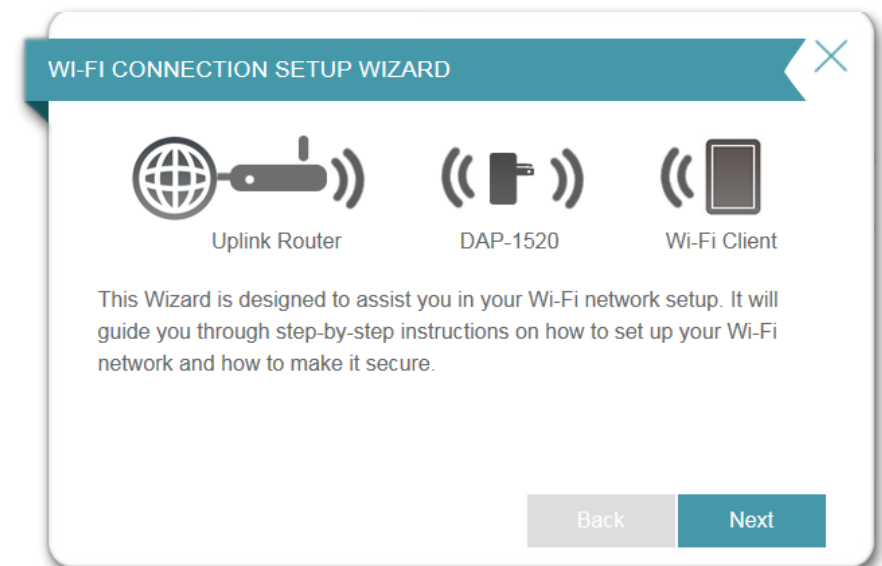 WI-FI CONNECTION SETUP WIZARD
Uplink Router
DAP-1520
Wi-Fi Client
This Wizard is designed to assist you in your Wi-Fi network setup. It will
guide you through step-by-step instructions on how to set up your Wi-Fi
network and how to make it secure.
Back
Next